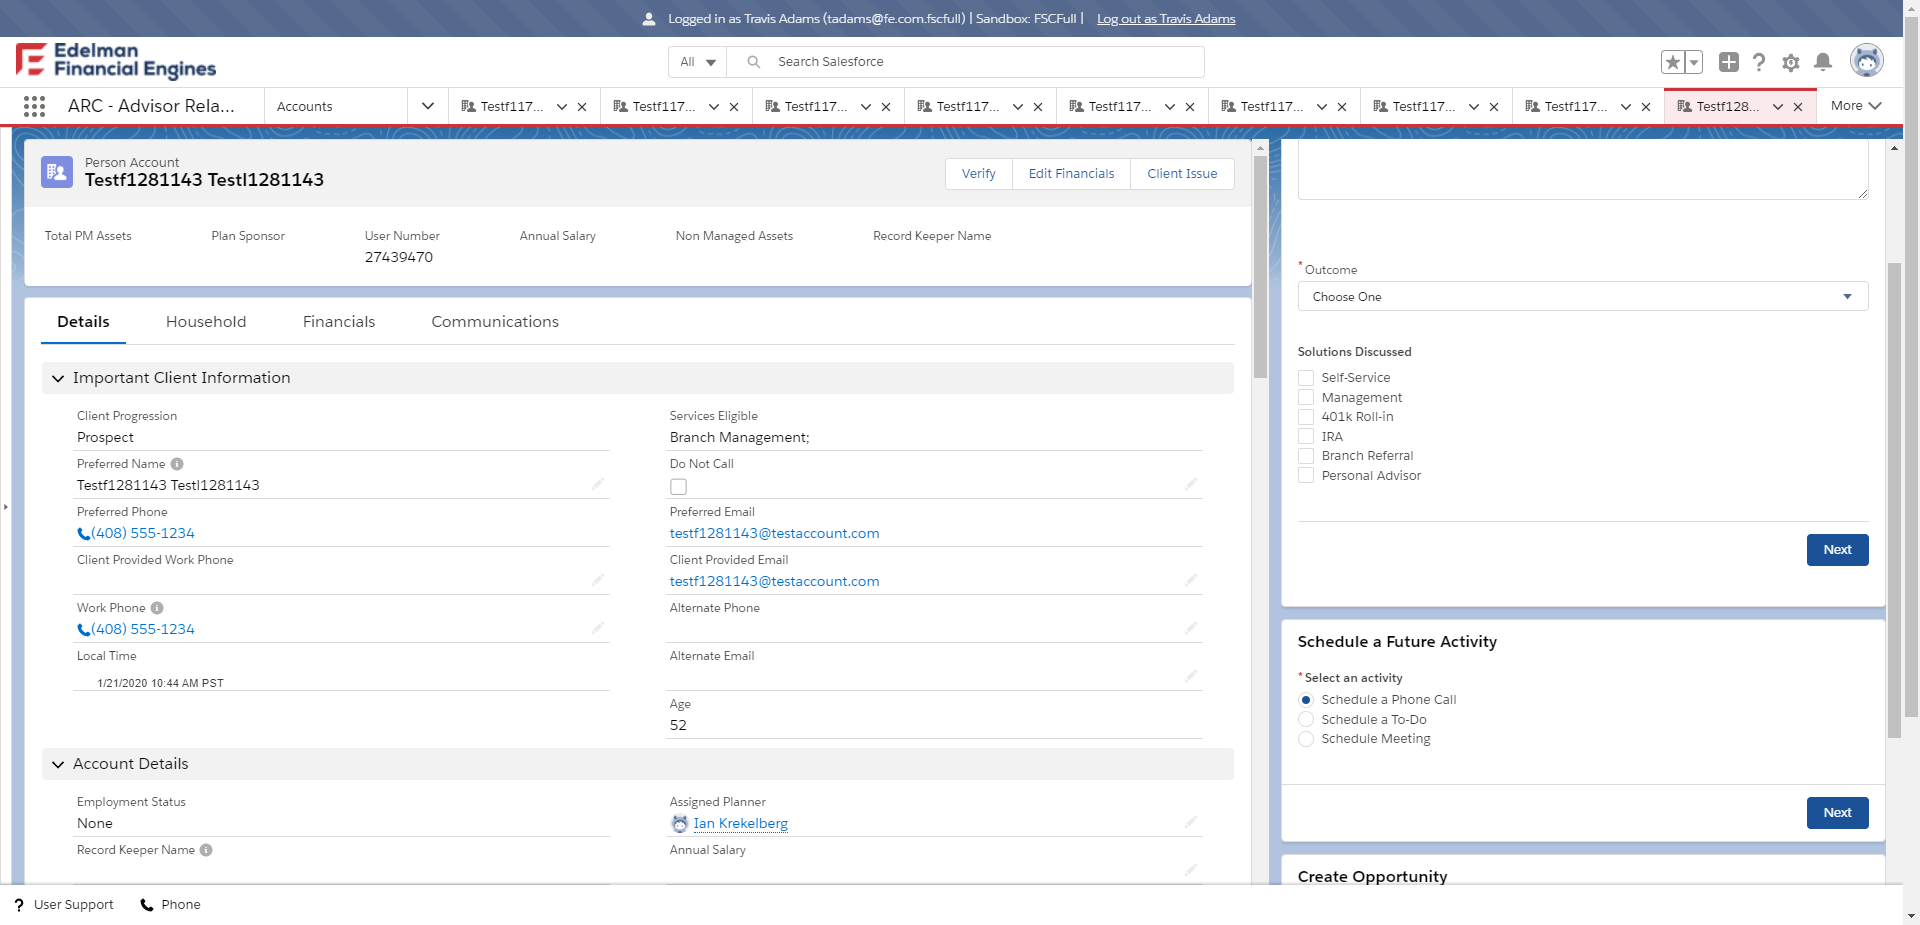 Logged in as Travis Adams (tadams@fe.com.fscfull) | Sandbox: FSCFull | Log out as Travis Adams
Edelman
Financial Engines
All
Search Salesforce
ARC - Advisor Rela...
Accounts
Testf117...
Testf117...
Testf117...
Testf117...
Testf117...
Testf117...
Testf117...
Testf117...
Testf128...
More
Person Account
Testf1281143 Testl1281143
Verify
Edit Financials
Client Issue
Total PM Assets
Plan Sponsor
User Number
27439470
Annual Salary
Non Managed Assets
Record Keeper Name
Details
Household
Financials
Communications
Important Client Information
Client Progression
Prospect
Services Eligible
Branch Management;
Preferred Name
Testf1281143 Testl1281143
Do Not Call
Preferred Phone
(408) 555-1234
Preferred Email
testf1281143@testaccount.com
Client Provided Work Phone
Client Provided Email
testf1281143@testaccount.com
Work Phone
(408) 555-1234
Alternate Phone
Local Time
1/21/2020 10:44 AM PST
Alternate Email
Age
52
Account Details
Employment Status
None
Assigned Planner
Ian Krekelberg
Record Keeper Name
Annual Salary
* Outcome
Choose One
Solutions Discussed
Self-Service
Management
401k Roll-in
IRA
Branch Referral
Personal Advisor
Next
Schedule a Future Activity
* Select an activity
Schedule a Phone Call
Schedule a To-Do
Schedule Meeting
Next
Create Opportunity
? User Support
Phone